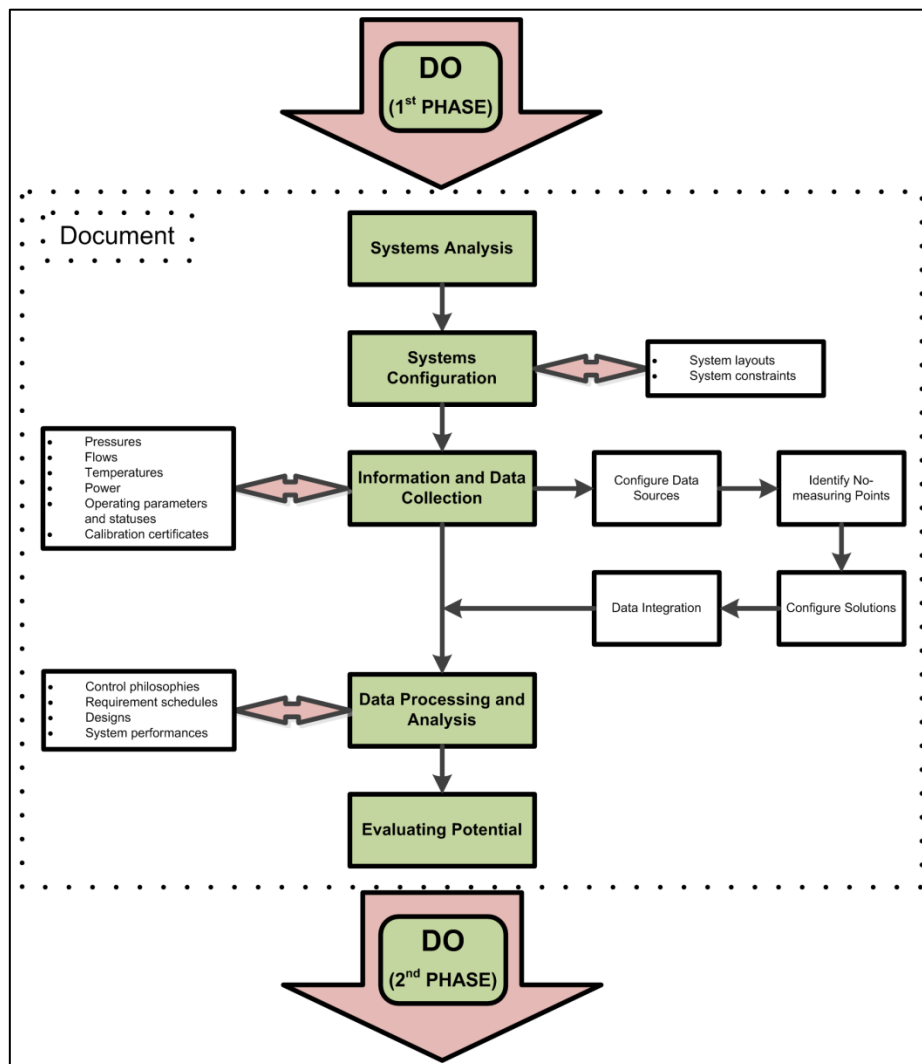 DO
(1st PHASE)
Document
Systems Analysis
Systems
Configuration
• System layouts
• System constraints
• Pressures
• Flows
• Temperatures
• Power
• Operating parameters
and statuses
• Calibration certificates
Information and Data
Collection
Configure Data
Sources
Identify No-
measuring Points
Data Integration
Configure Solutions
• Control philosophies
• Requirement schedules
• Designs
• System performances
Data Processing and
Analysis
Evaluating Potential
DO
(2nd PHASE)